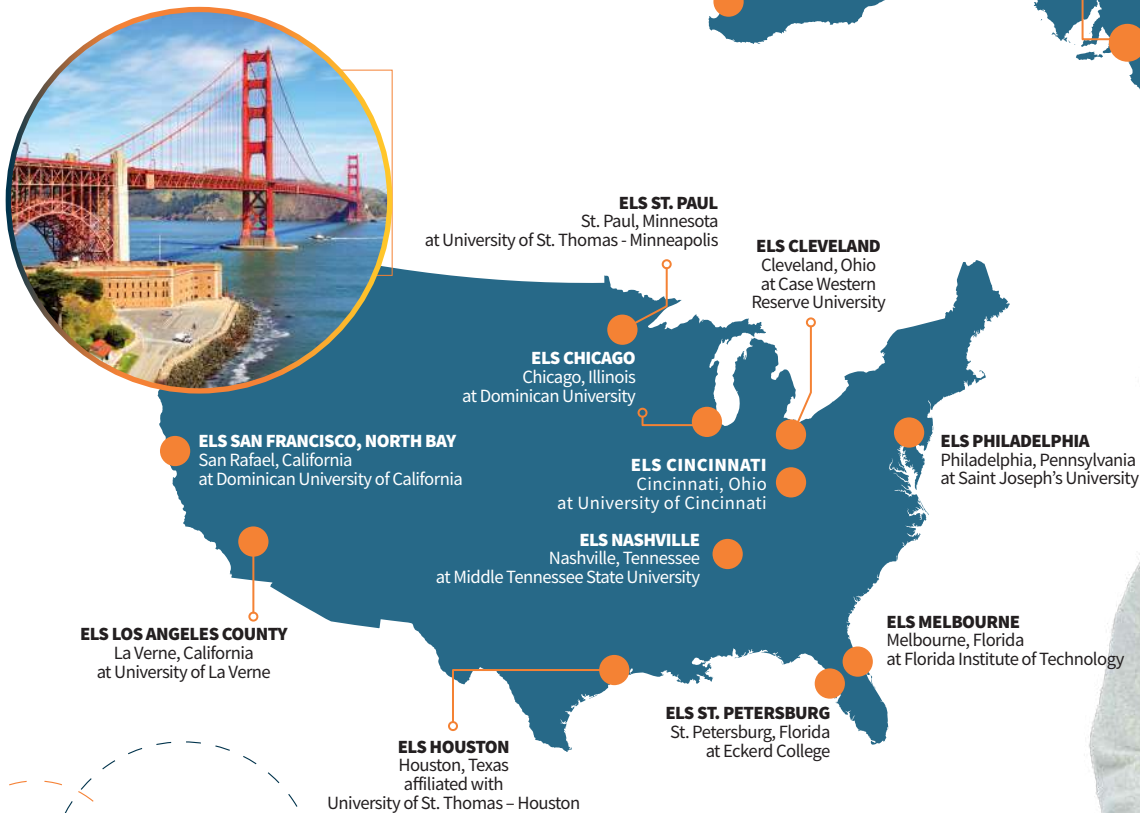 ELS ST. PAUL
St. Paul, Minnesota
at University of St. Thomas - Minneapolis
ELS CLEVELAND
Cleveland, Ohio
at Case Western
Reserve University
ELS CHICAGO
Chicago, Illinois
at Dominican University
ELS SAN FRANCISCO, NORTH BAY
San Rafael, California
at Dominican University of California
ELS CINCINNATI
Cincinnati, Ohio
at University of Cincinnati
ELS PHILADELPHIA
Philadelphia, Pennsylvania
at Saint Joseph’s University
ELS NASHVILLE
Nashville, Tennessee
at Middle Tennessee State University
ELS LOS ANGELES COUNTY
La Verne, California
at University of La Verne
ELS MELBOURNE
Melbourne, Florida
at Florida Institute of Technology
ELS ST. PETERSBURG
St. Petersburg, Florida
at Eckerd College
ELS HOUSTON
Houston, Texas
affiliated with
University of St. Thomas – Houston